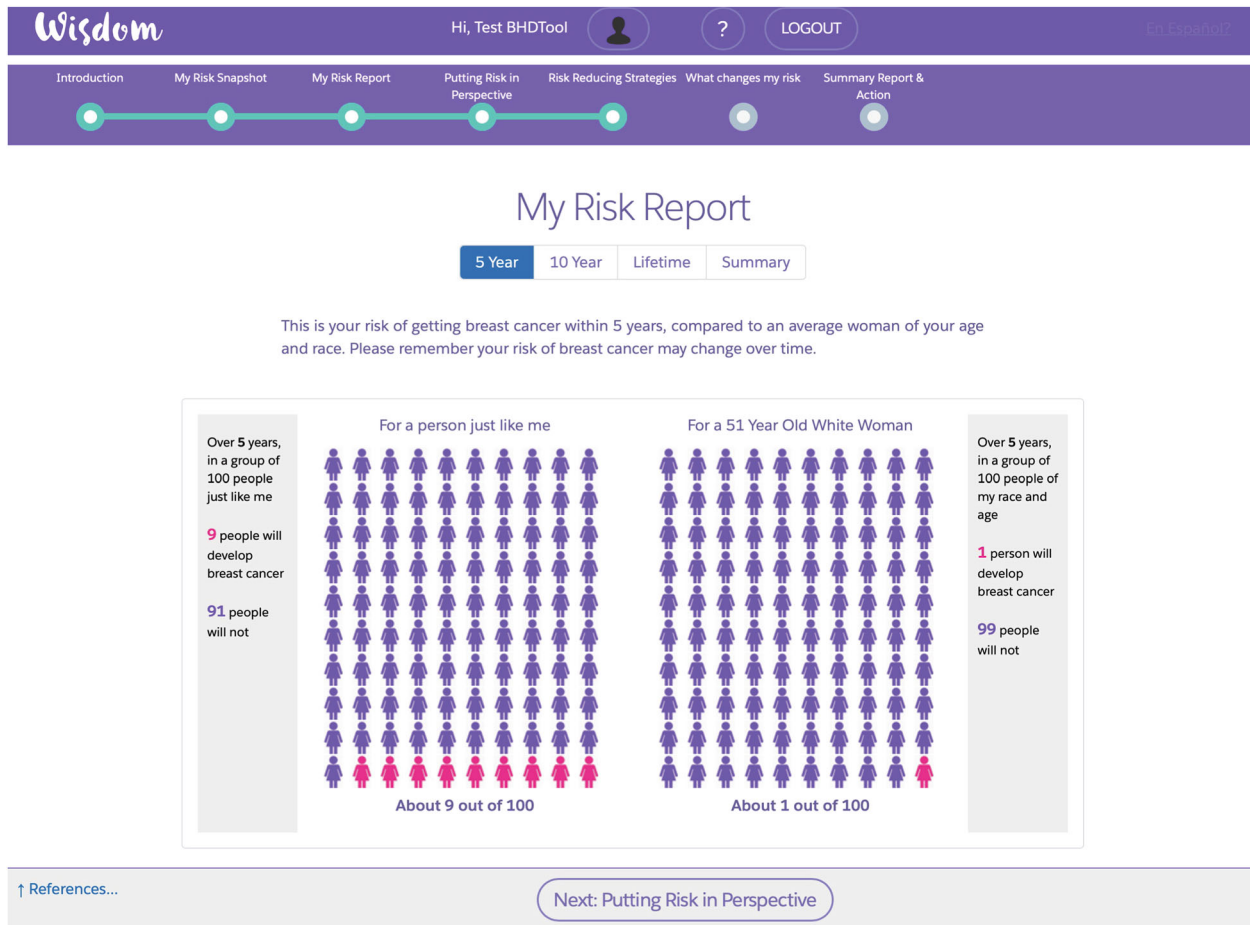 Wisdom
Hi, Test BHDTool
?
LOGOUT
En Español?
Introduction
My Risk Snapshot
My Risk Report
Putting Risk in
Perspective
Risk Reducing Strategies
What changes my risk
Summary Report &
Action
My Risk Report
5 Year
10 Year
Lifetime
Summary
This is your risk of getting breast cancer within 5 years, compared to an average woman of your age
and race. Please remember your risk of breast cancer may change over time.
Over 5 years,
in a group of
100 people
just like me
9 people will
develop
breast cancer
91 people
will not
For a person just like me
About 9 out of 100
For a 51 Year Old White Woman
About 1 out of 100
Over 5 years,
in a group of
100 people of
my race and
age
1 person will
develop
breast cancer
99 people
will not
↑ References...
Next: Putting Risk in Perspective